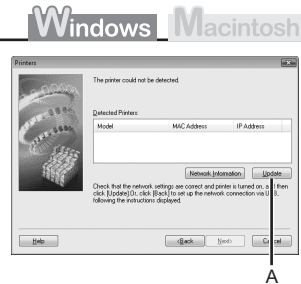 Windows Macintosh
Printers
The printer could not be detected.
Detected Printers:
Model MAC Address IP Address
Network Information Update
Check that the network settings are correct and printer is turned on, and then
click [Update].Or, click [Back] to set up the network connection via USB,
following the instructions displayed.
Help <Back Next> Cancel
A